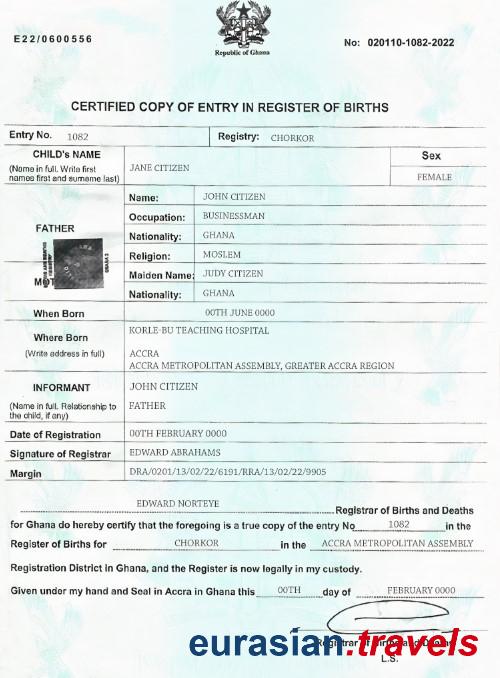 E22/0600556
Republic of Ghana
No: 020110-1082-2022
CERTIFIED COPY OF ENTRY IN REGISTER OF BIRTHS
Entry No. 1082 Registry: CHORKOR
CHILD's NAME
(Name in full. Write first names first and surname last)
JANE CITIZEN
Sex
FEMALE
FATHER
Name: JOHN CITIZEN
Occupation: BUSINESSMAN
Nationality: GHANA
Religion: MOSLEM
Maiden Name: JUDY CITIZEN
Nationality: GHANA
When Born 00TH JUNE 0000
Where Born
(Write address in full)
KORLE-BU TEACHING HOSPITAL
ACCRA
ACCRA METROPOLITAN ASSEMBLY, GREATER ACCRA REGION
INFORMANT
(Name in full. Relationship to
the child, if any)
JOHN CITIZEN
FATHER
Date of Registration 00TH FEBRUARY 0000
Signature of Registrar EDWARD ABRAHAMS
Margin DRA/0201/13/02/22/6191/RRA/13/02/22/9905
EDWARD NORTEYE Registrar of Births and Deaths
for Ghana do hereby certify that the foregoing is a true copy of the entry No 1082 in the
Register of Births for CHORKOR in the ACCRA METROPOLITAN ASSEMBLY
Registration District in Ghana, and the Register is now legally in my custody.
Given under my hand and Seal in Accra in Ghana this 00TH day of FEBRUARY 0000
eurasian.travels
L.S.